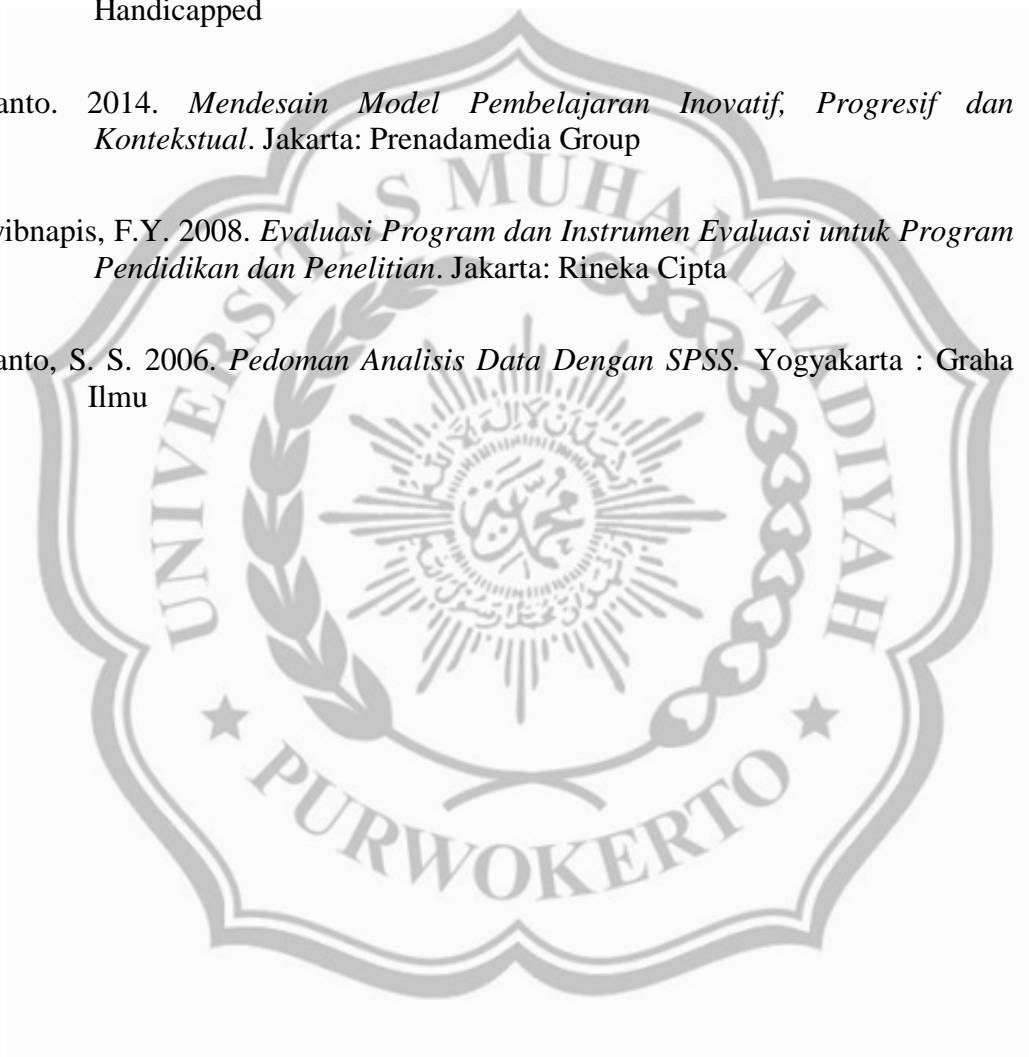 Handicapped
anto. 2014. Mendesain Model Pembelajaran Inovatif, Progresif dan
Kontekstual. Jakarta: Prenadamedia Group
ibnapis, F.Y. 2008. Evaluasi Program dan Instrumen Evaluasi untuk Program
Pendidikan dan Penelitian. Jakarta: Rineka Cipta
anto, S. S. 2006. Pedoman Analisis Data Dengan SPSS. Yogyakarta : Graha
Ilmu
UNIVERSITAS MUHAMMADIYAH
PURWOKERTO